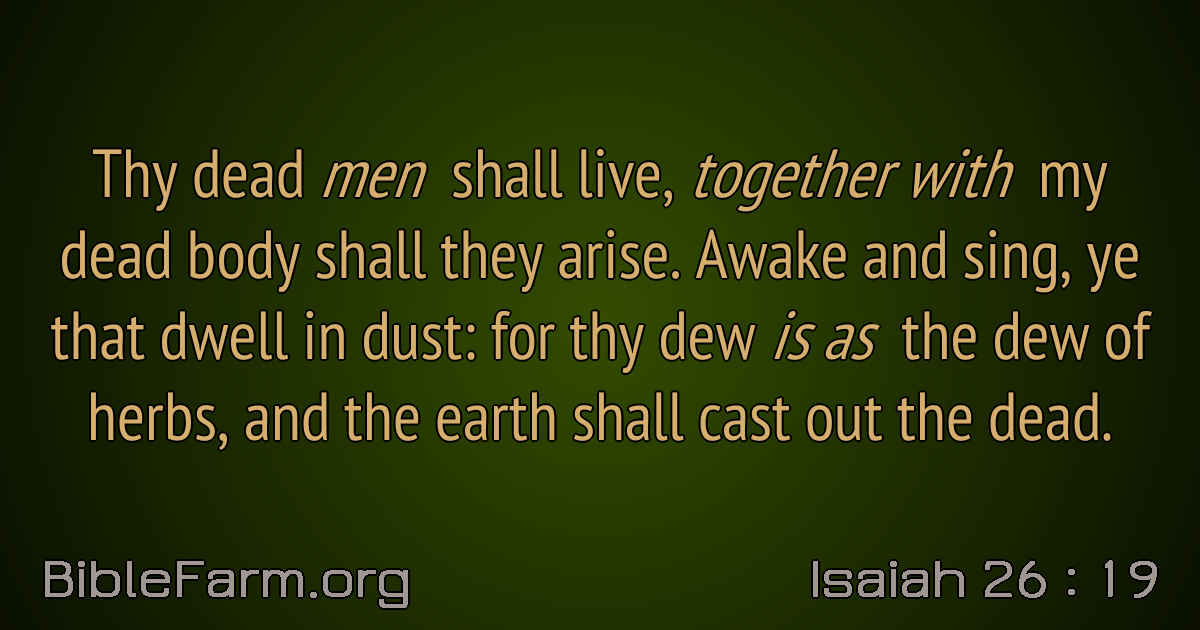 Thy dead men shall live, together with my
dead body shall they arise. Awake and sing, ye
that dwell in dust: for thy dew is as the dew of
herbs, and the earth shall cast out the dead.
BibleFarm.org
Isaiah 26 : 19